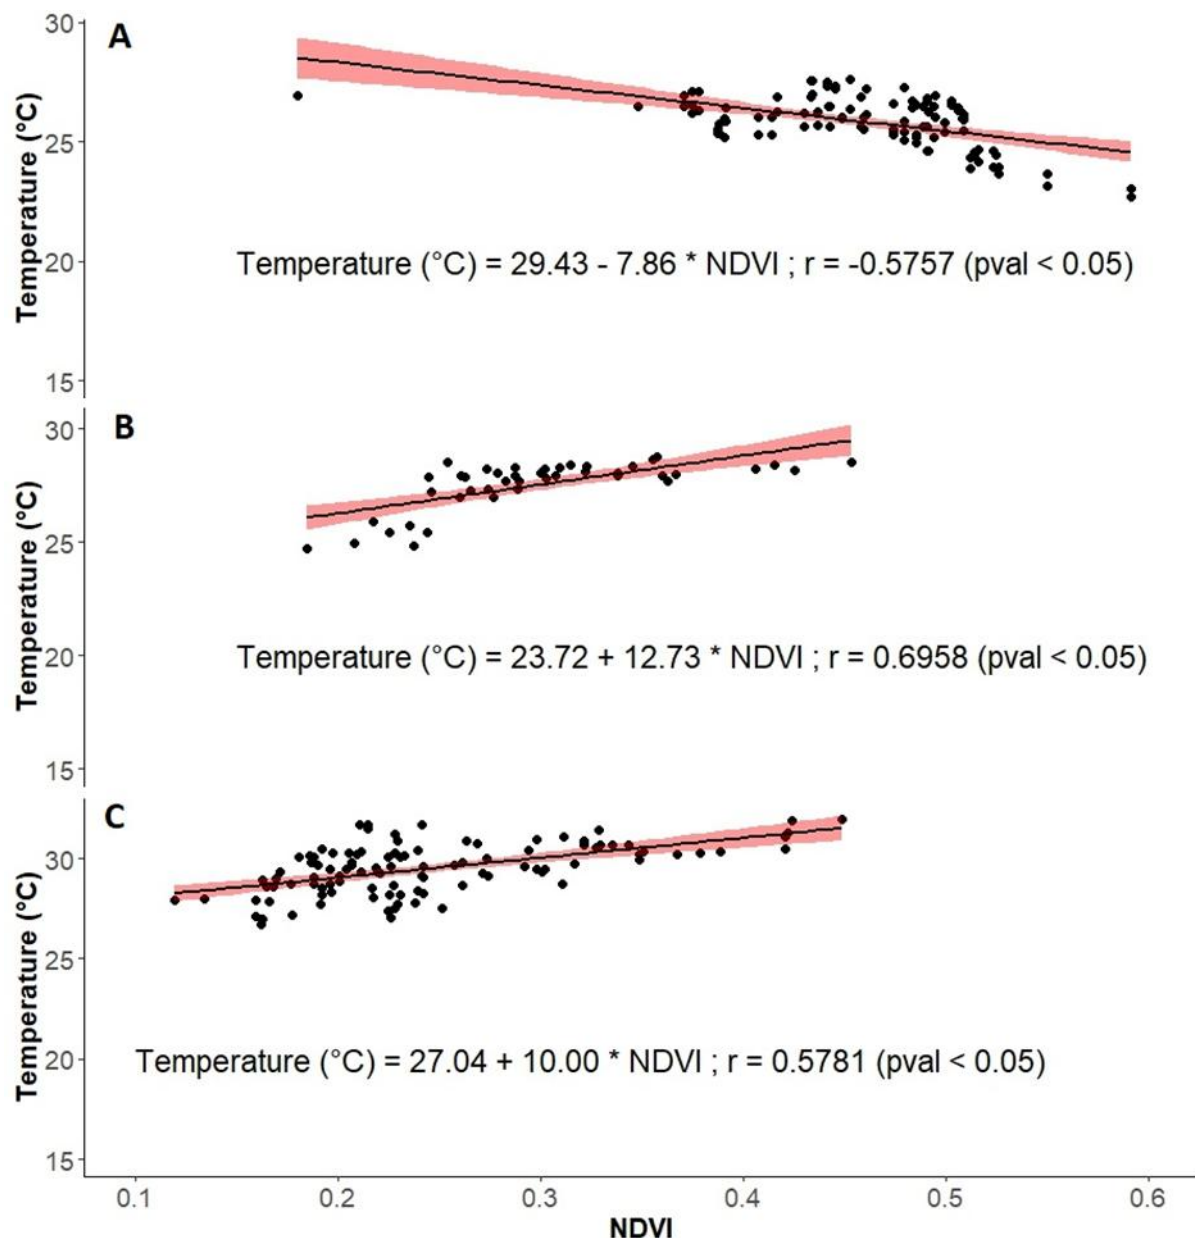 A
Temperature (°C)
30
25
20
15
Temperature (°C) = 29.43 - 7.86 * NDVI ; r = -0.5757 (pval < 0.05)
B
Temperature (°C)
30
25
20
15
Temperature (°C) = 23.72 + 12.73 * NDVI ; r = 0.6958 (pval < 0.05)
C
Temperature (°C)
30
25
20
15
Temperature (°C) = 27.04 + 10.00 * NDVI ; r = 0.5781 (pval < 0.05)
0.1 0.2 0.3 0.4 0.5 0.6
NDVI